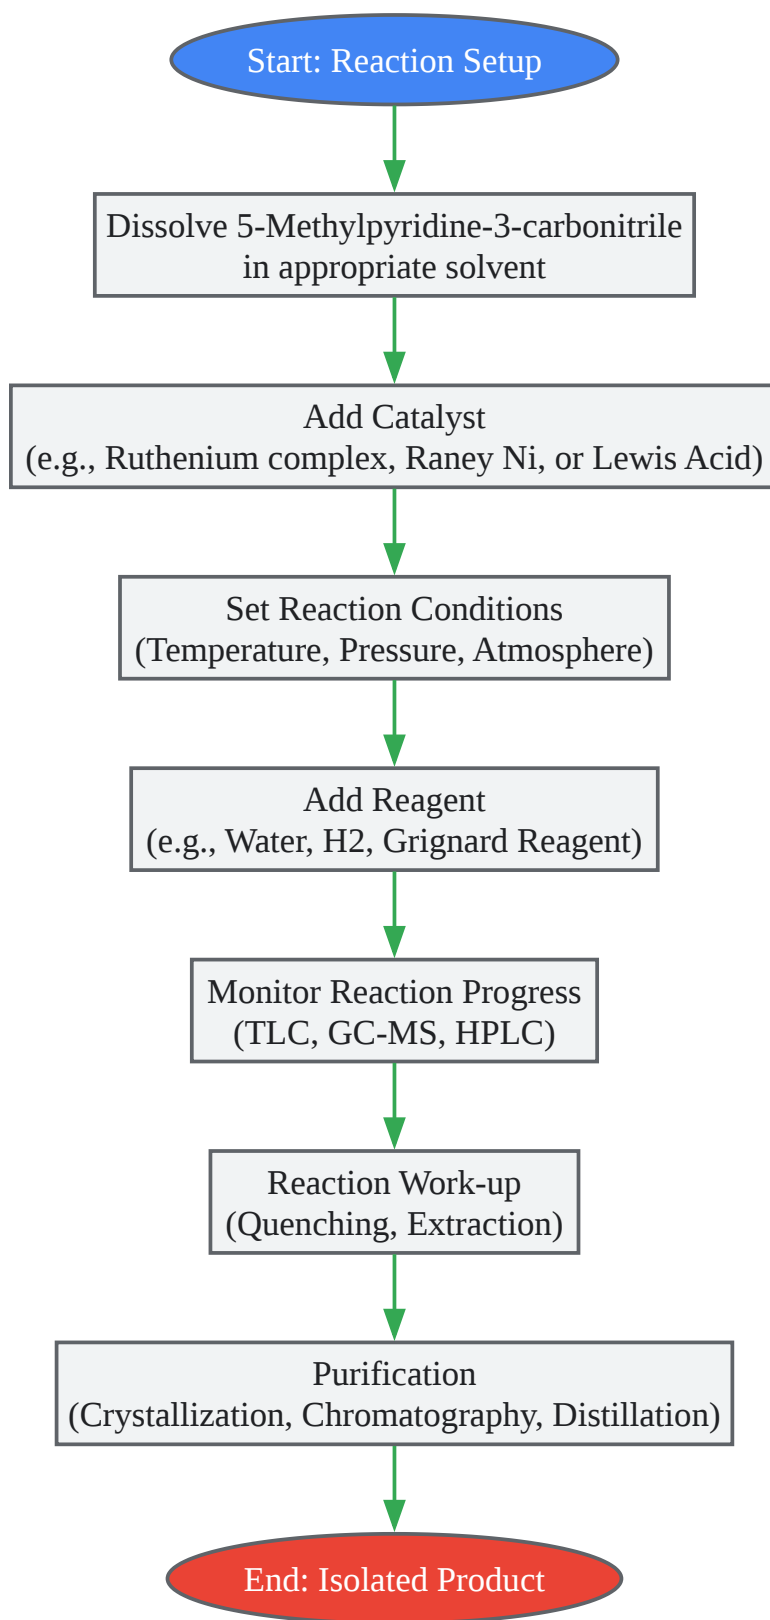 Start: Reaction Setup
Dissolve 5-Methylpyridine-3-carbonitrile
in appropriate solvent
Add Catalyst
(e.g., Ruthenium complex, Raney Ni, or Lewis Acid)
Set Reaction Conditions
(Temperature, Pressure, Atmosphere)
Add Reagent
(e.g., Water, H2, Grignard Reagent)
Monitor Reaction Progress
(TLC, GC-MS, HPLC)
Reaction Work-up
(Quenching, Extraction)
Purification
(Crystallization, Chromatography, Distillation)
End: Isolated Product